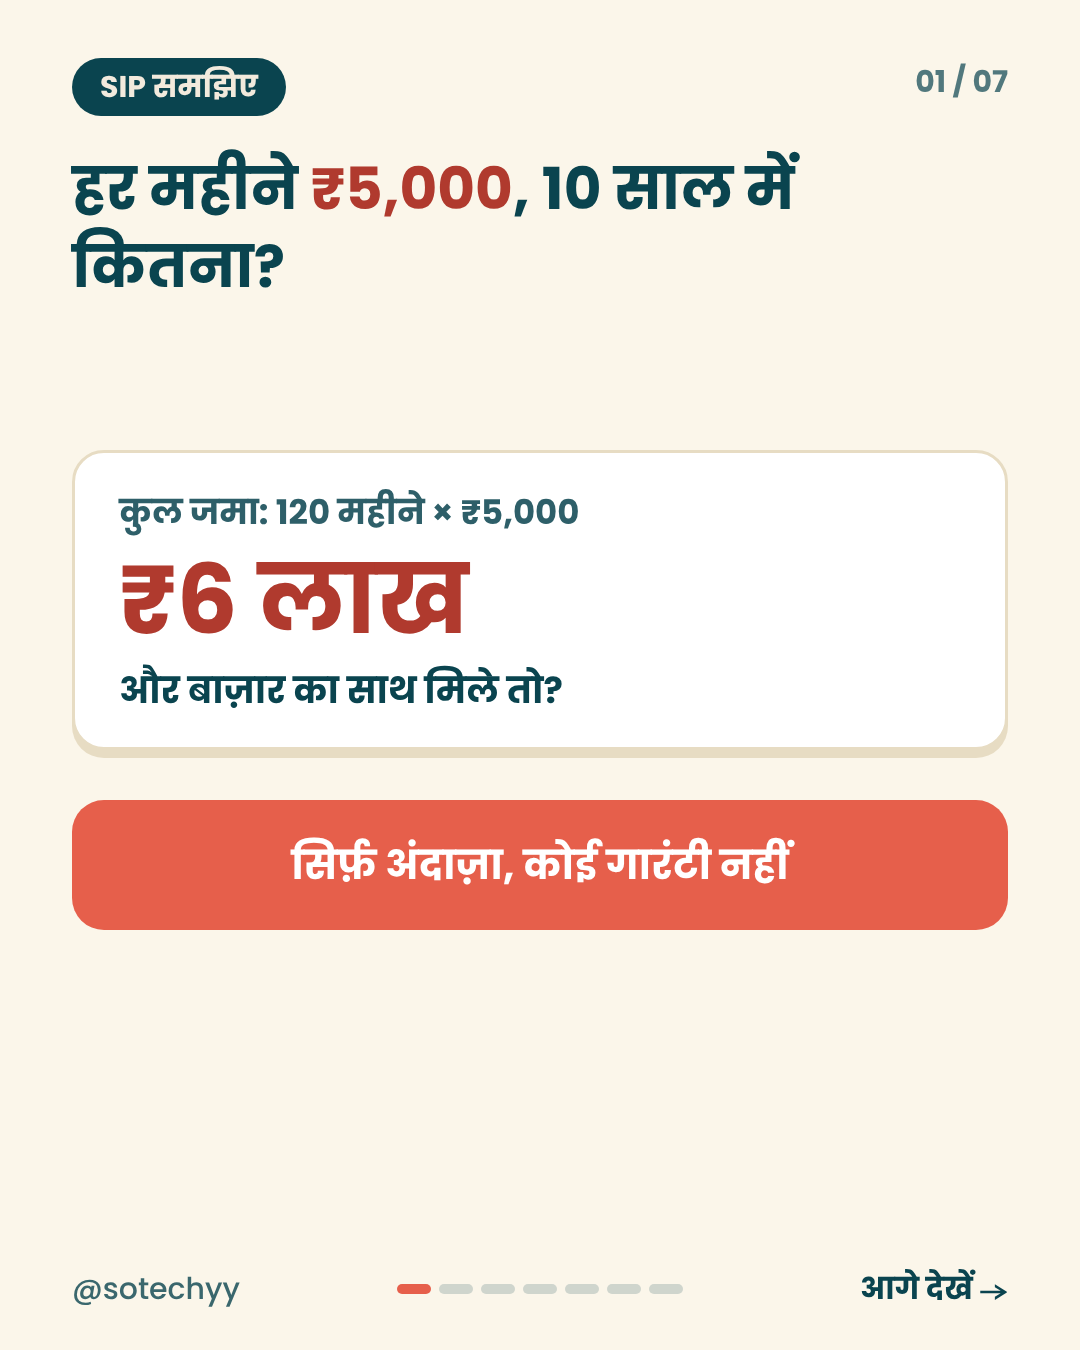 SIP समझिए
01 / 07
हर महीने ₹5,000, 10 साल में
कितना?
कुल जमा: 120 महीने × ₹5,000
₹6 लाख
और बाज़ार का साथ मिले तो?
सिर्फ़ अंदाज़ा, कोई गारंटी नहीं
@sotechyy
आगे देखें →